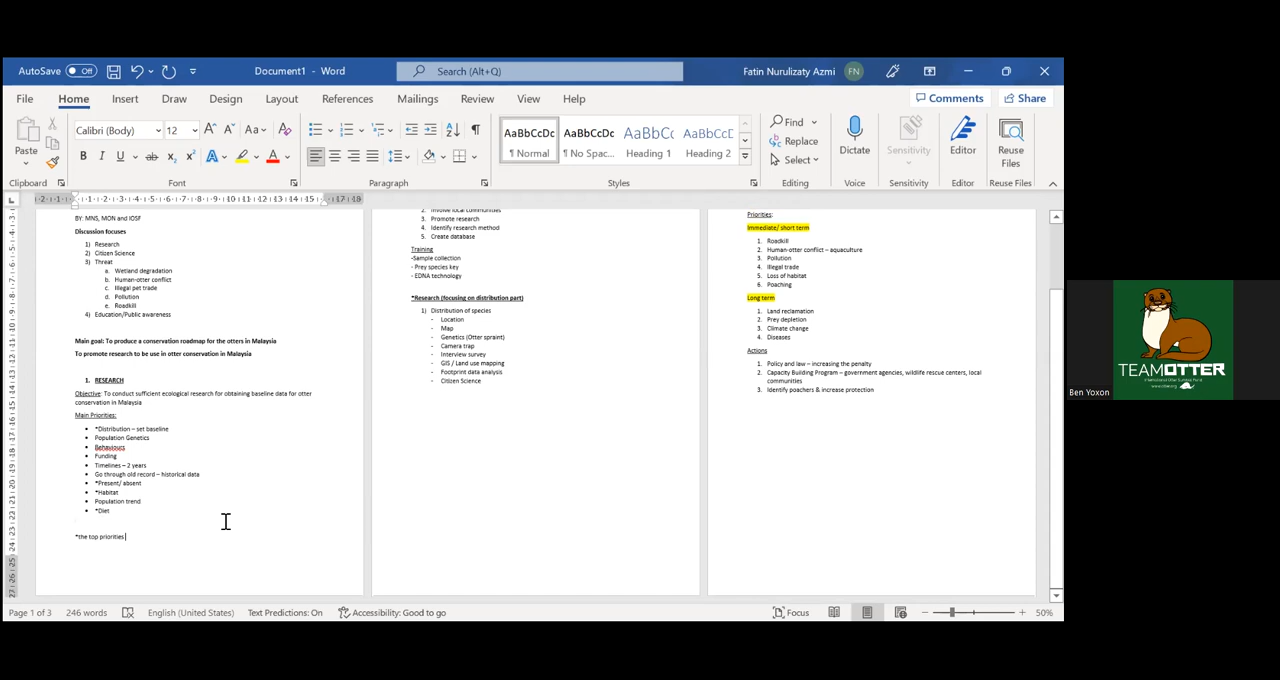 AutoSave Off Document1 - Word Search (Alt+Q) Fatin Nurulizaty Azmi FN
File Home Insert Draw Design Layout References Mailings Review View Help Comments Share
Paste
Calibri (Body) 12
AaBbCcDc AaBbCcDc AaBbCc AaBbCcD
¶ Normal ¶ No Spac... Heading 1 Heading 2
Find
Replace
Select
Dictate
Sensitivity
Editor
Reuse
Files
Clipboard Font Paragraph Styles Editing Voice Sensitivity Editor Reuse Files
BY: MNS, MON and IOSF
Discussion focuses
1) Research
2) Citizen Science
3) Threat
a. Wetland degradation
b. Human-otter conflict
c. Illegal pet trade
d. Pollution
e. Roadkill
4) Education/Public awareness
Main goal: To produce a conservation roadmap for the otters in Malaysia
To promote research to be use in otter conservation in Malaysia
1. RESEARCH
Objective: To conduct sufficient ecological research for obtaining baseline data for otter
conservation in Malaysia
Main Priorities:
• *Distribution – set baseline
• Population Genetics
• Behaviours
• Funding
• Timelines – 2 years
• Go through old record – historical data
• *Present/ absent
• *Habitat
• Population trend
• *Diet
*the top priorities
2. Involve local communities
3. Promote research
4. Identify research method
5. Create database
Training
-Sample collection
- Prey species key
- EDNA technology
*Research (focusing on distribution part)
1) Distribution of species
- Location
- Map
- Genetics (Otter spraint)
- Camera trap
- Interview survey
- GIS / Land use mapping
- Footprint data analysis
- Citizen Science
Priorities:
Immediate/ short term
1. Roadkill
2. Human-otter conflict – aquaculture
3. Pollution
4. Illegal trade
5. Loss of habitat
6. Poaching
Long term
1. Land reclamation
2. Prey depletion
3. Climate change
4. Diseases
Actions
1. Policy and law – increasing the penalty
2. Capacity Building Program – government agencies, wildlife rescue centers, local
communities
3. Identify poachers & increase protection
Page 1 of 3 246 words English (United States) Text Predictions: On Accessibility: Good to go Focus 50%
TEAMOTTER
International Otter Survival Fund
Ben Yoxon